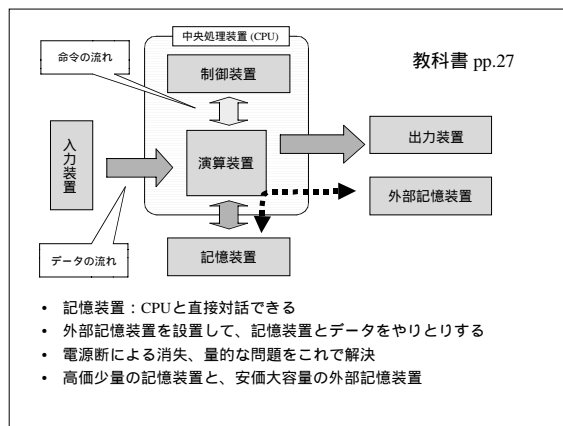 中央処理装置 (CPU)
命令の流れ
制御装置
教科書 pp.27
入力装置
演算装置
出力装置
外部記憶装置
データの流れ
記憶装置
• 記憶装置:CPUと直接対話できる
• 外部記憶装置を設置して、記憶装置とデータをやりとりする
• 電源断による消失、量的な問題をこれで解決
• 高価少量の記憶装置と、安価大容量の外部記憶装置